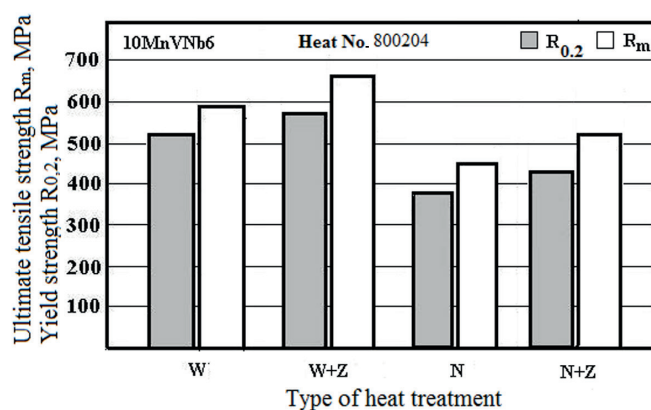 10MnVNb6 Heat No. 800204 R0.2 Rm
Ultimate tensile strength Rm, MPa
Yield strength R0,2, MPa
700
600
500
400
300
200
100
W W+Z N N+Z
Type of heat treatment